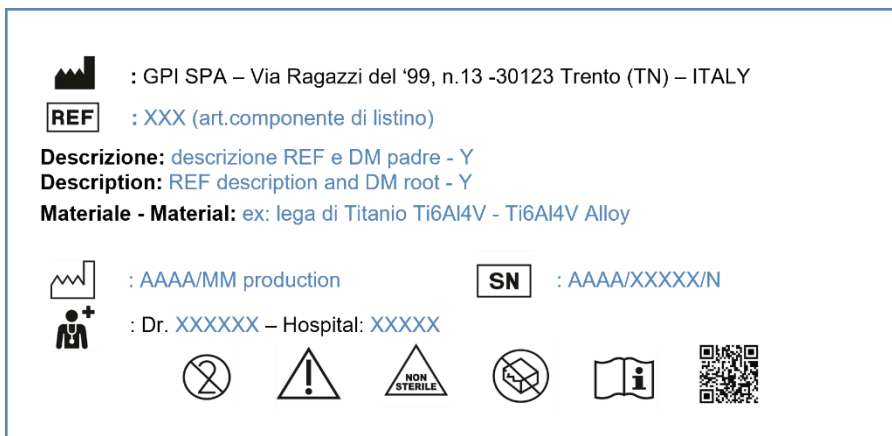 : GPI SPA – Via Ragazzi del ‘99, n.13 -30123 Trento (TN) – ITALY
REF : XXX (art.componente di listino)
Descrizione: descrizione REF e DM padre - Y
Description: REF description and DM root - Y
Materiale - Material: ex: lega di Titanio Ti6Al4V - Ti6Al4V Alloy
: AAAA/MM production SN : AAAA/XXXXX/N
: Dr. XXXXXX – Hospital: XXXXX
2 ! NON STERILE i